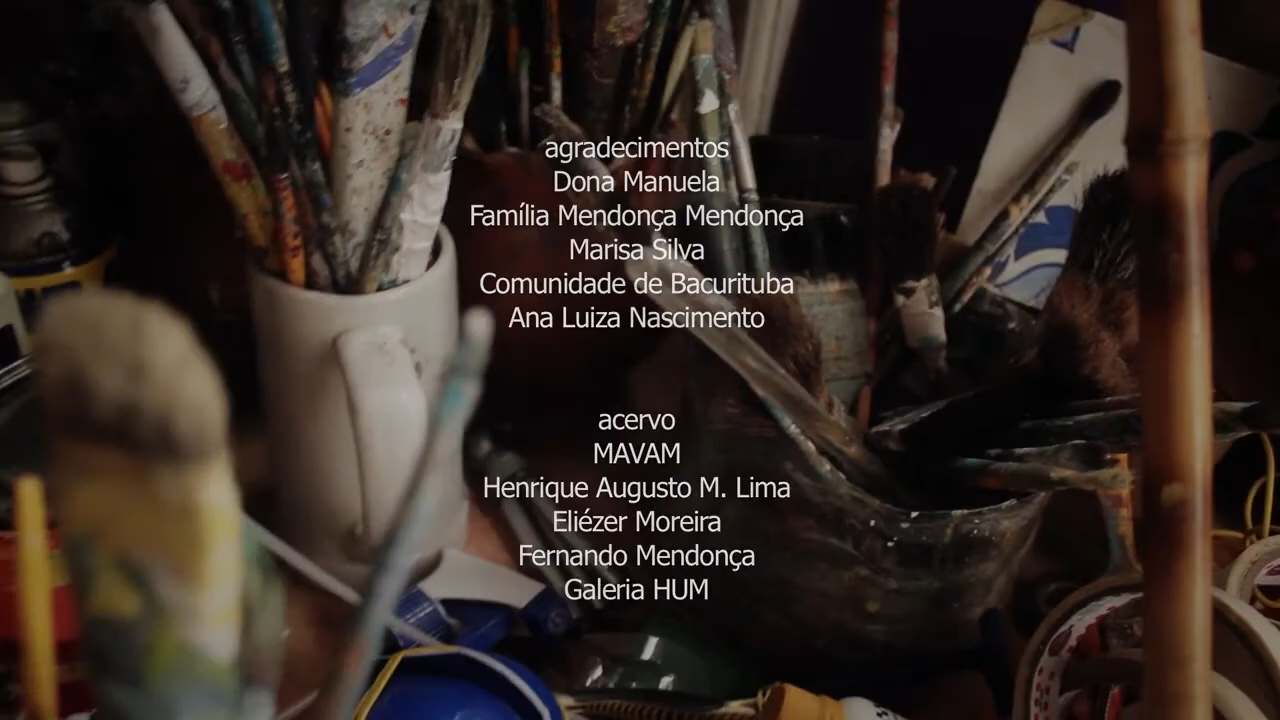 agradecimentos
Dona Manuela
Família Mendonça Mendonça
Marisa Silva
Comunidade de Bacurituba
Ana Luiza Nascimento
acervo
MAVAM
Henrique Augusto M. Lima
Eliézer Moreira
Fernando Mendonça
Galeria HUM